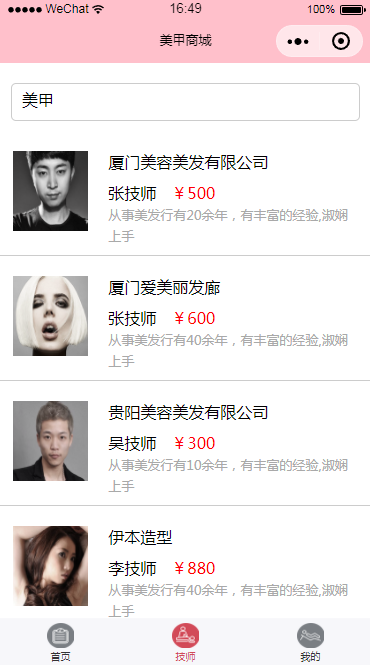 WeChat 16:49 100%
美甲商城
美甲
厦门美容美发有限公司
张技师 ￥500
从事美发行有20余年，有丰富的经验,淑娴
上手
厦门爱美丽发廊
张技师 ￥600
从事美发行有40余年，有丰富的经验,淑娴
上手
贵阳美容美发有限公司
吴技师 ￥300
从事美发行有10余年，有丰富的经验,淑娴
上手
伊本造型
李技师 ￥880
从事美发行有40余年，有丰富的经验,淑娴
上手
首页 技师 我的